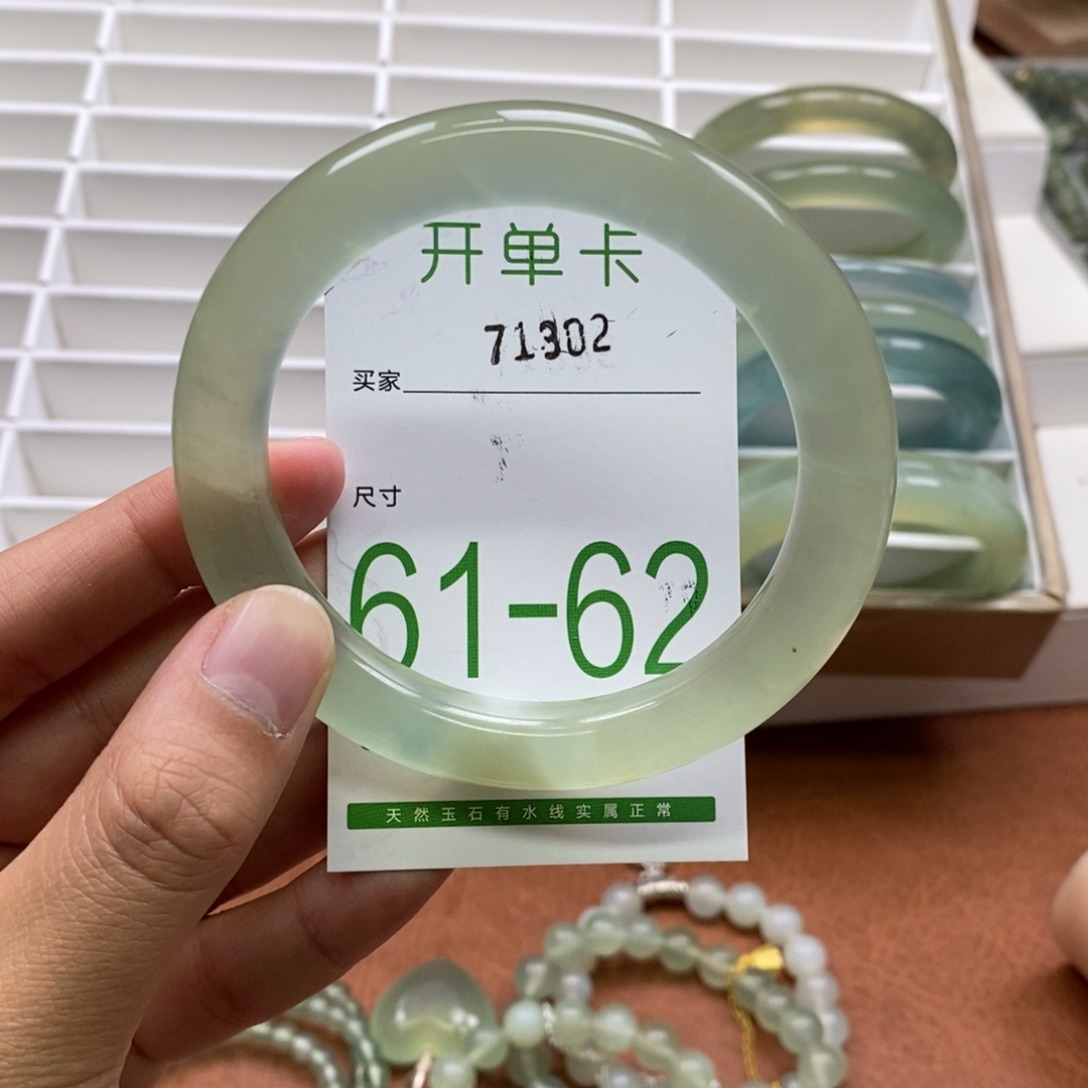 开单卡
71302
买家
尺寸
61-62
天然玉石有水线实属正常